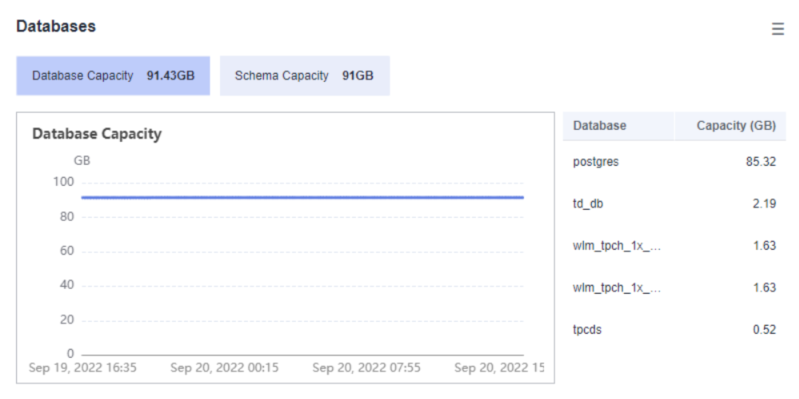 Databases
Database Capacity 91.43GB Schema Capacity 91GB
Database Capacity
GB
100
80
60
40
20
0
Sep 19, 2022 16:35 Sep 20, 2022 00:15 Sep 20, 2022 07:55 Sep 20, 2022 15
Database Capacity (GB)
postgres 85.32
td_db 2.19
wlm_tpch_1x_... 1.63
wlm_tpch_1x_... 1.63
tpcds 0.52